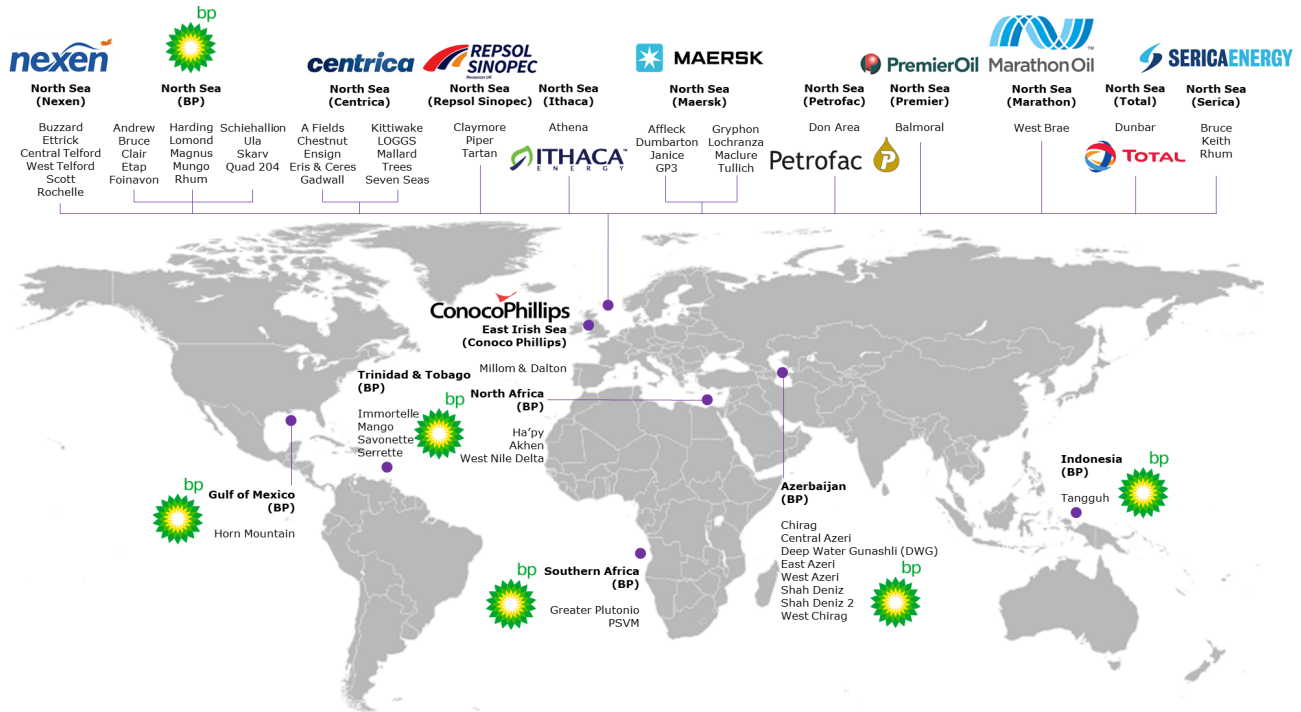 nexen
bp
centrica
REPSOL
SINOPEC
Resources UK
MAERSK
PremierOil
Marathon Oil
TM
SERICAENERGY
North Sea
(Nexen)
Buzzard
Ettrick
Central Telford
West Telford
Scott
Rochelle
North Sea
(BP)
Andrew
Bruce
Clair
Etap
Foinavon
Harding
Lomond
Magnus
Mungo
Rhum
Schiehallion
Ula
Skarv
Quad 204
North Sea
(Centrica)
A Fields
Chestnut
Ensign
Eris & Ceres
Gadwall
Kittiwake
LOGGS
Mallard
Trees
Seven Seas
North Sea
(Repsol Sinopec)
Claymore
Piper
Tartan
North Sea
(Ithaca)
Athena
ITHACA™
ENERGY
North Sea
(Maersk)
Affleck
Dumbarton
Janice
GP3
Gryphon
Lochranza
Maclure
Tullich
North Sea
(Petrofac)
Don Area
Petrofac
North Sea
(Premier)
Balmoral
North Sea
(Marathon)
West Brae
North Sea
(Total)
Dunbar
TOTAL
North Sea
(Serica)
Bruce
Keith
Rhum
ConocoPhillips
East Irish Sea
(Conoco Phillips)
Millom & Dalton
Trinidad & Tobago
(BP)
Immortelle
Mango
Savonette
Serrette
bp
North Africa
(BP)
Ha'py
Akhen
West Nile Delta
bp
Gulf of Mexico
(BP)
Horn Mountain
bp
Southern Africa
(BP)
Greater Plutonio
PSVM
Azerbaijan
(BP)
Chirag
Central Azeri
Deep Water Gunashli (DWG)
East Azeri
West Azeri
Shah Deniz
Shah Deniz 2
West Chirag
bp
Indonesia
(BP)
Tangguh
bp